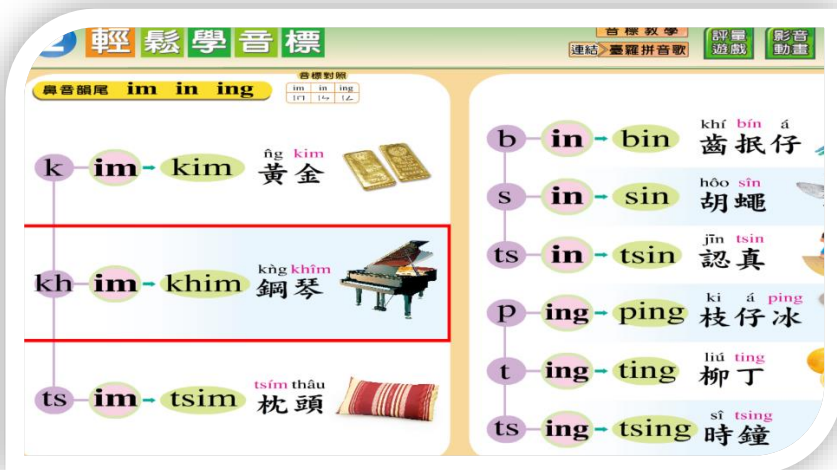 2 輕鬆學音標
音標教學
連結 臺羅拼音歌
評量遊戲
影音動畫
鼻音韻尾 im in ing
音標對照
im in ing
ㄧㆬ ㄧㄣ ㄧㄥ
k im → kim
n̂g kim
黃金
kh im → khim
kǹg khîm
鋼琴
ts im → tsim
tsím thâu
枕頭
b in → bin
khí bín á
齒抿仔
s in → sin
hôo sîn
胡蠅
ts in → tsin
jīn tsin
認真
p ing → ping
ki á ping
枝仔冰
t ing → ting
liú ting
柳丁
ts ing → tsing
sî tsing
時鐘